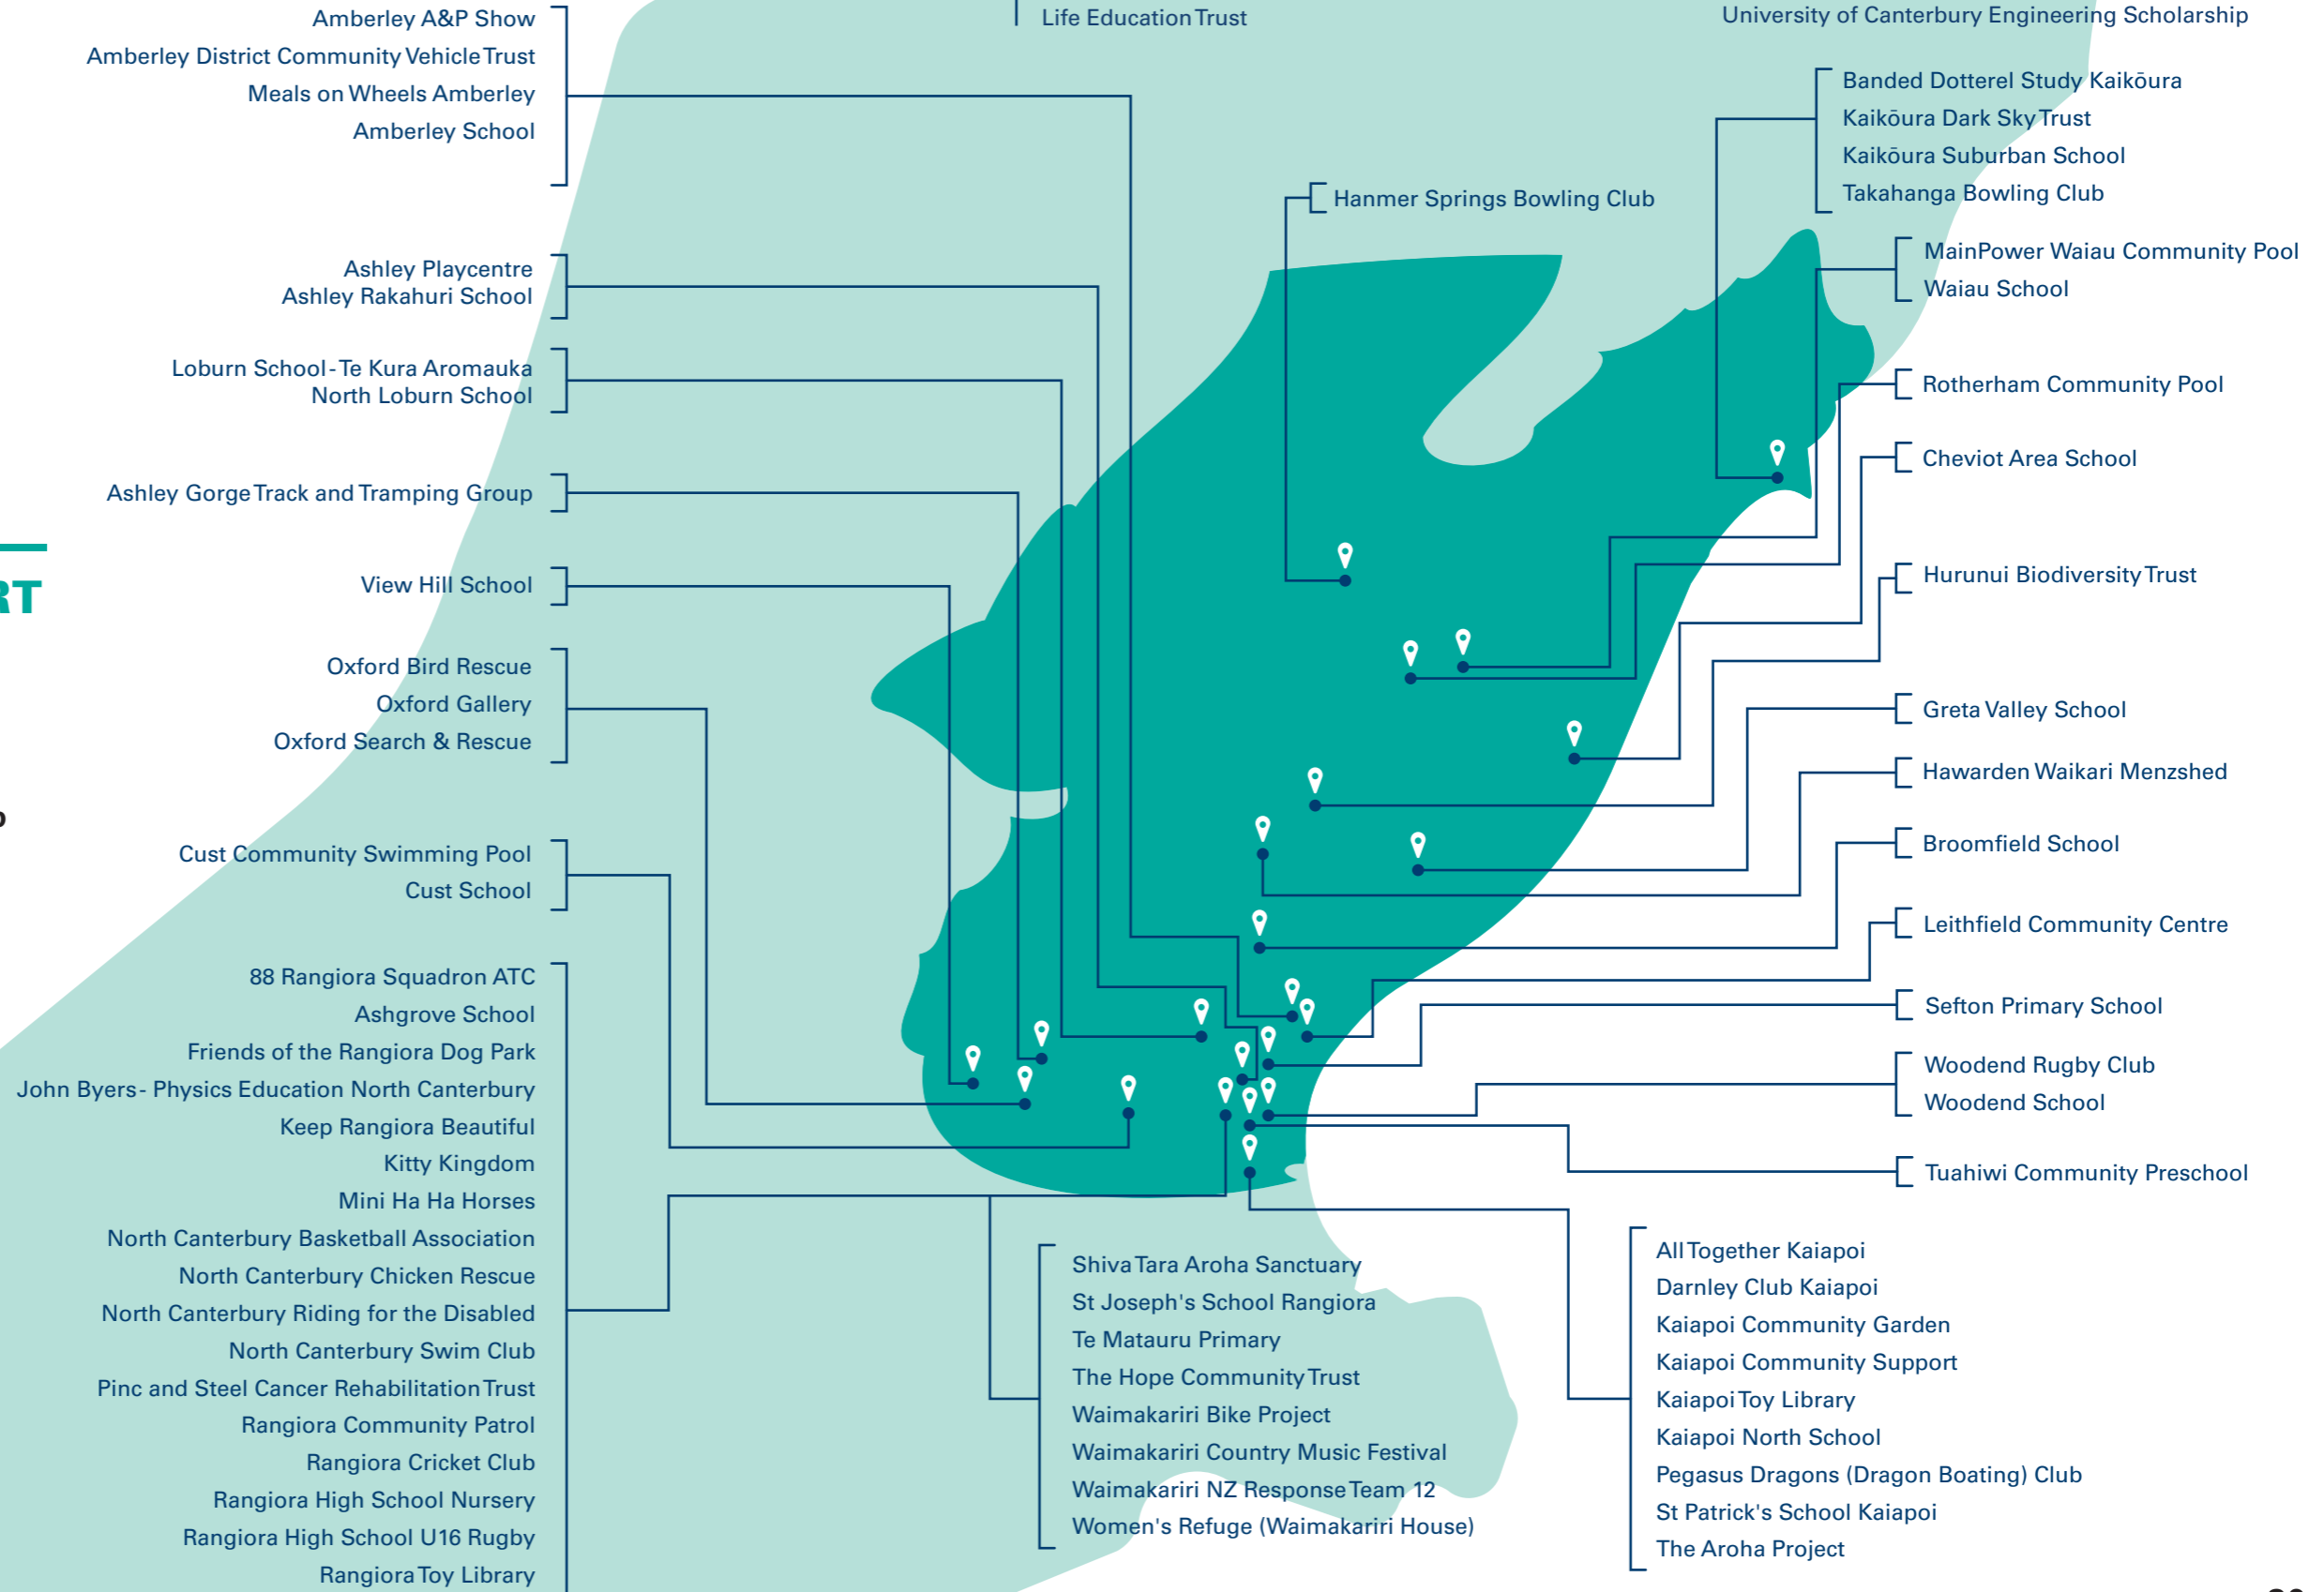 Amberley A&P Show
Amberley District Community Vehicle Trust
Meals on Wheels Amberley
Amberley School
Ashley Playcentre
Ashley Rakahuri School
Loburn School - Te Kura Aromauka
North Loburn School
Ashley Gorge Track and Tramping Group
View Hill School
Oxford Bird Rescue
Oxford Gallery
Oxford Search & Rescue
Cust Community Swimming Pool
Cust School
88 Rangiora Squadron ATC
Ashgrove School
Friends of the Rangiora Dog Park
John Byers - Physics Education North Canterbury
Keep Rangiora Beautiful
Kitty Kingdom
Mini Ha Ha Horses
North Canterbury Basketball Association
North Canterbury Chicken Rescue
North Canterbury Riding for the Disabled
North Canterbury Swim Club
Pinc and Steel Cancer Rehabilitation Trust
Rangiora Community Patrol
Rangiora Cricket Club
Rangiora High School Nursery
Rangiora High School U16 Rugby
Rangiora Toy Library
Life Education Trust
Hanmer Springs Bowling Club
Shiva Tara Aroha Sanctuary
St Joseph's School Rangiora
Te Matauru Primary
The Hope Community Trust
Waimakariri Bike Project
Waimakariri Country Music Festival
Waimakariri NZ Response Team 12
Women's Refuge (Waimakariri House)
University of Canterbury Engineering Scholarship
Banded Dotterel Study Kaikōura
Kaikōura Dark Sky Trust
Kaikōura Suburban School
Takahanga Bowling Club
MainPower Waiau Community Pool
Waiau School
Rotherham Community Pool
Cheviot Area School
Hurunui Biodiversity Trust
Greta Valley School
Hawarden Waikari Menzshed
Broomfield School
Leithfield Community Centre
Sefton Primary School
Woodend Rugby Club
Woodend School
Tuahiwi Community Preschool
All Together Kaiapoi
Darnley Club Kaiapoi
Kaiapoi Community Garden
Kaiapoi Community Support
Kaiapoi Toy Library
Kaiapoi North School
Pegasus Dragons (Dragon Boating) Club
St Patrick's School Kaiapoi
The Aroha Project